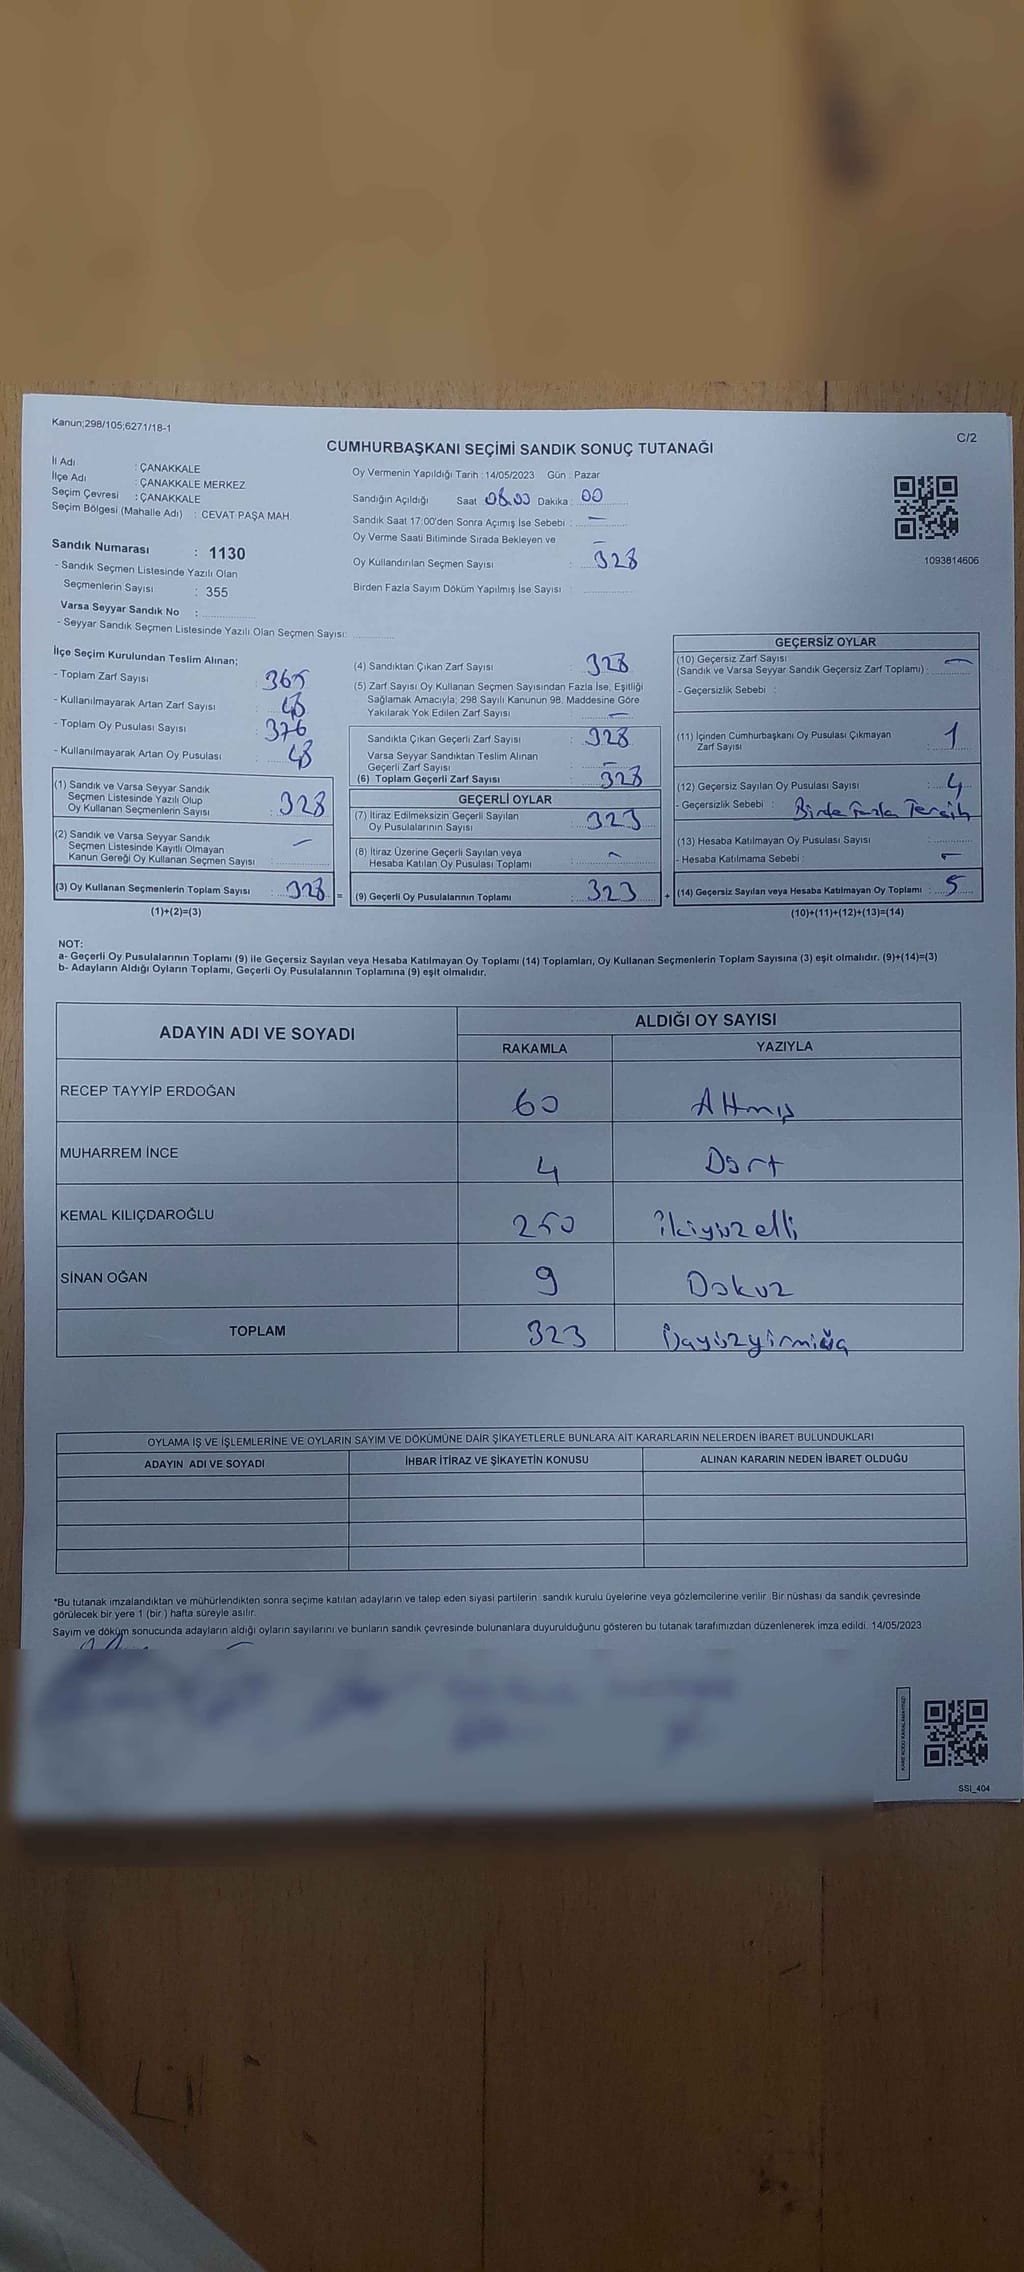 Kanun;298/105;6271/18-1
C/2
CUMHURBAŞKANI SEÇİMİ SANDIK SONUÇ TUTANAĞI
İl Adı : ÇANAKKALE
İlçe Adı : ÇANAKKALE MERKEZ
Seçim Çevresi : ÇANAKKALE
Seçim Bölgesi (Mahalle Adı) : CEVAT PAŞA MAH.
Oy Vermenin Yapıldığı Tarih : 14/05/2023 Gün : Pazar
Sandığın Açıldığı Saat 08.00 Dakika : 00
Sandık Saat 17:00'den Sonra Açımış İse Sebebi : —
Oy Verme Saati Bitiminde Sırada Bekleyen ve —
Oy Kullandırılan Seçmen Sayısı : 328
Birden Fazla Sayım Döküm Yapılmış İse Sayısı :
1093814606
Sandık Numarası : 1130
- Sandık Seçmen Listesinde Yazılı Olan
Seçmenlerin Sayısı : 355
Varsa Seyyar Sandık No :
- Seyyar Sandık Seçmen Listesinde Yazılı Olan Seçmen Sayısı:
İlçe Seçim Kurulundan Teslim Alınan;
- Toplam Zarf Sayısı : 365
- Kullanılmayarak Artan Zarf Sayısı :
- Toplam Oy Pusulası Sayısı : 376
- Kullanılmayarak Artan Oy Pusulası : 48
(1) Sandık ve Varsa Seyyar Sandık
Seçmen Listesinde Yazılı Olup
Oy Kullanan Seçmenlerin Sayısı : 328
(2) Sandık ve Varsa Seyyar Sandık
Seçmen Listesinde Kayıtlı Olmayan
Kanun Gereği Oy Kullanan Seçmen Sayısı : —
(3) Oy Kullanan Seçmenlerin Toplam Sayısı : 328 =
(1)+(2)=(3)
(4) Sandıktan Çıkan Zarf Sayısı : 328
(5) Zarf Sayısı Oy Kullanan Seçmen Sayısından Fazla İse, Eşitliği
Sağlamak Amacıyla; 298 Sayılı Kanunun 98. Maddesine Göre
Yakılarak Yok Edilen Zarf Sayısı : —
Sandıkta Çıkan Geçerli Zarf Sayısı : 328
Varsa Seyyar Sandıktan Teslim Alınan
Geçerli Zarf Sayısı : —
(6) Toplam Geçerli Zarf Sayısı : 328
GEÇERLİ OYLAR
(7) İtiraz Edilmeksizin Geçerli Sayılan
Oy Pusulalarının Sayısı : 323
(8) İtiraz Üzerine Geçerli Sayılan veya
Hesaba Katılan Oy Pusulası Toplamı : —
(9) Geçerli Oy Pusulalarının Toplamı : 323 +
GEÇERSİZ OYLAR
(10) Geçersiz Zarf Sayısı
(Sandık ve Varsa Seyyar Sandık Geçersiz Zarf Toplamı) : —
- Geçersizlik Sebebi :
(11) İçinden Cumhurbaşkanı Oy Pusulası Çıkmayan
Zarf Sayısı : 1
(12) Geçersiz Sayılan Oy Pusulası Sayısı : 4
- Geçersizlik Sebebi : Birde Fazla Tercih
(13) Hesaba Katılmayan Oy Pusulası Sayısı :
- Hesaba Katılmama Sebebi : —
(14) Geçersiz Sayılan veya Hesaba Katılmayan Oy Toplamı : 5
(10)+(11)+(12)+(13)=(14)
NOT:
a- Geçerli Oy Pusulalarının Toplamı (9) ile Geçersiz Sayılan veya Hesaba Katılmayan Oy Toplamı (14) Toplamları, Oy Kullanan Seçmenlerin Toplam Sayısına (3) eşit olmalıdır. (9)+(14)=(3)
b- Adayların Aldığı Oyların Toplamı, Geçerli Oy Pusulalarının Toplamına (9) eşit olmalıdır.
ADAYIN ADI VE SOYADI
ALDIĞI OY SAYISI
RAKAMLA YAZIYLA
RECEP TAYYİP ERDOĞAN 60 Altmış
MUHARREM İNCE 4 Dört
KEMAL KILIÇDAROĞLU 250 ikiyüzelli
SİNAN OĞAN 9 Dokuz
TOPLAM 323 Üçyüzyirmiüç
OYLAMA İŞ VE İŞLEMLERİNE VE OYLARIN SAYIM VE DÖKÜMÜNE DAİR ŞİKAYETLERLE BUNLARA AİT KARARLARIN NELERDEN İBARET BULUNDUKLARI
ADAYIN ADI VE SOYADI İHBAR İTİRAZ VE ŞİKAYETİN KONUSU ALINAN KARARIN NEDEN İBARET OLDUĞU
*Bu tutanak imzalandıktan ve mühürlendikten sonra seçime katılan adayların ve talep eden siyasi partilerin sandık kurulu üyelerine veya gözlemcilerine verilir. Bir nüshası da sandık çevresinde
görülecek bir yere 1 (bir ) hafta süreyle asılır.
Sayım ve döküm sonucunda adayların aldığı oyların sayılarını ve bunların sandık çevresinde bulunanlara duyurulduğunu gösteren bu tutanak tarafımızdan düzenlenerek imza edildi. 14/05/2023
SSI_404